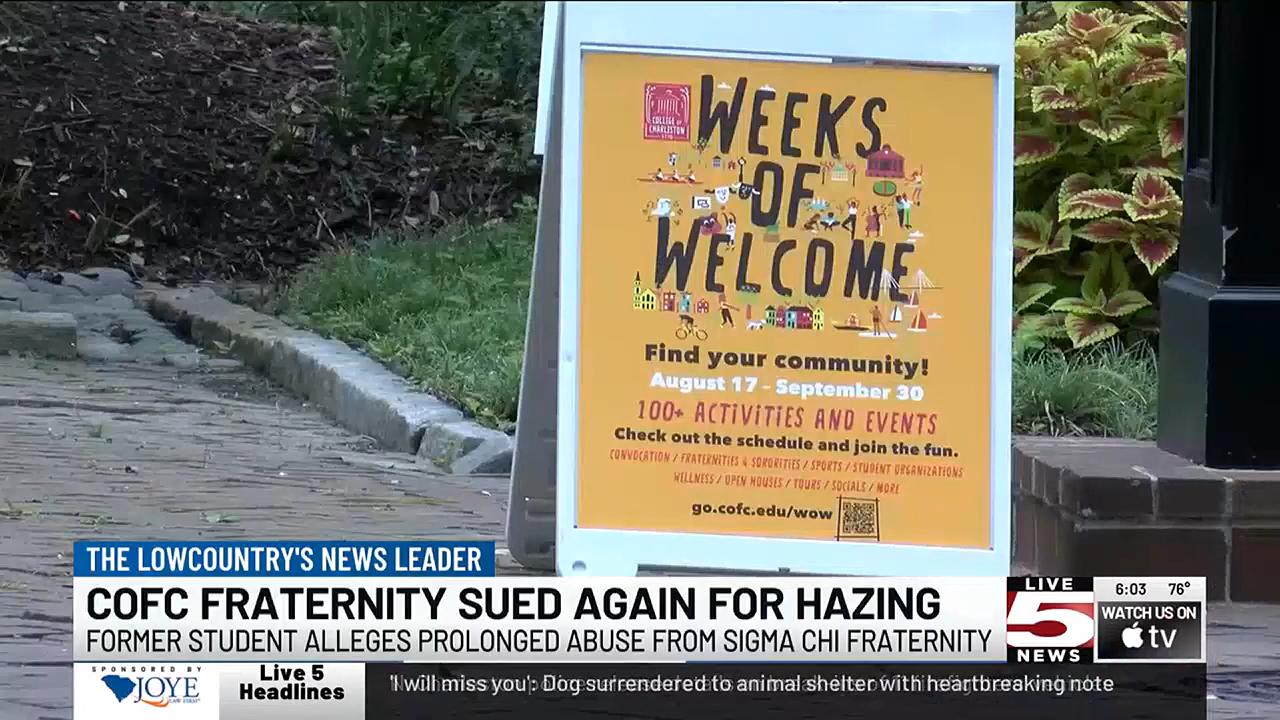 COLLEGE of
CHARLESTON
1770
WEEKS
OF
WELCOME
Find your community!
August 17 - September 30
100+ ACTIVITIES AND EVENTS
Check out the schedule and join the fun.
CONVOCATION / FRATERNITIES & SORORITIES / SPORTS / STUDENT ORGANIZATIONS
WELLNESS / OPEN HOUSES / TOURS / SOCIALS / MORE
go.cofc.edu/wow
THE LOWCOUNTRY'S NEWS LEADER
COFC FRATERNITY SUED AGAIN FOR HAZING
FORMER STUDENT ALLEGES PROLONGED ABUSE FROM SIGMA CHI FRATERNITY
LIVE
5
NEWS
6:03 76°
WATCH US ON
tv
SPONSORED BY
JOYE
LAW FIRM
Live 5
Headlines
'I will miss you': Dog surrendered to animal shelter with heartbreaking note